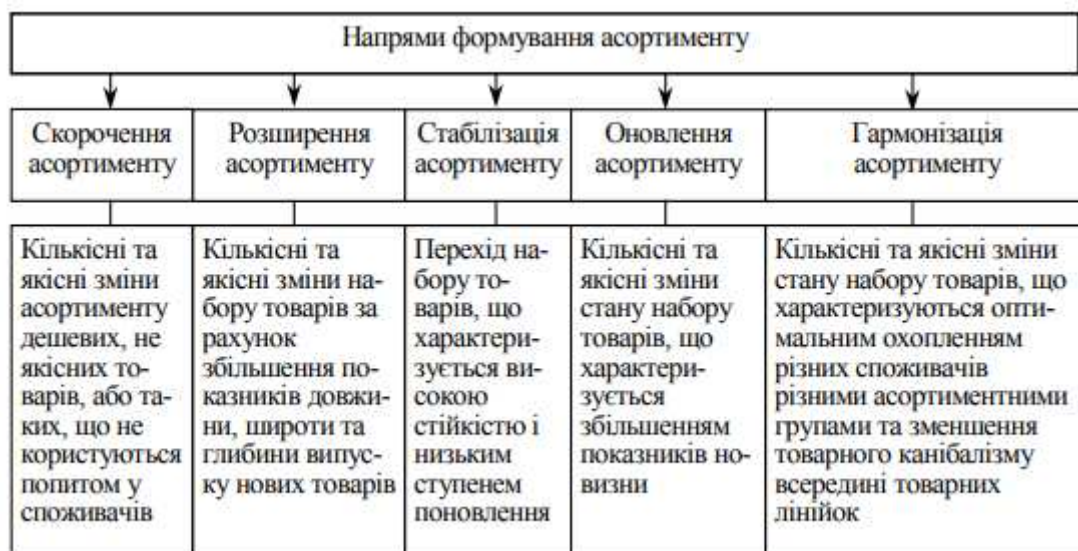 Напрями формування асортименту
Скорочення
асортименту
Розширення
асортименту
Стабілізація
асортименту
Оновлення
асортименту
Гармонізація
асортименту
Кількісні та
якісні зміни
асортименту
дешевих, не
якісних то-
варів, або та-
ких, що не
користуються
попитом у
споживачів
Кількісні та
якісні зміни на-
бору товарів за
рахунок
збільшення по-
казників довжи-
ни, широти та
глибини випус-
ку нових товарів
Перехід на-
бору то-
варів, що
характери-
зується ви-
сокою
стійкістю і
низьким
ступенем
поновлення
Кількісні та
якісні зміни
стану набору
товарів, що
характери-
зується
збільшенням
показників но-
визни
Кількісні та якісні зміни
стану набору товарів, що
характеризуються опти-
мальним охопленням
різних споживачів
різними асортиментними
групами та зменшення
товарного канібалізму
всередині товарних
лінійок